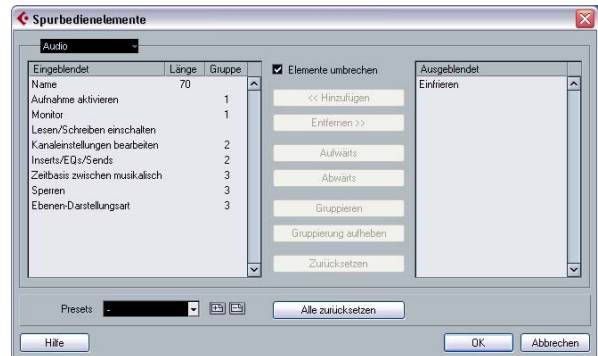 Spurbedienelemente
Audio
Eingeblendet Länge Gruppe
Name 70
Aufnahme aktivieren 1
Monitor 1
Lesen/Schreiben einschalten
Kanaleinstellungen bearbeiten 2
Inserts/EQs/Sends 2
Zeitbasis zwischen musikalisch 3
Sperren 3
Ebenen-Darstellungsart 3
Elemente umbrechen
<< Hinzufügen
Entfernen >>
Aufwärts
Abwärts
Gruppieren
Gruppierung aufheben
Zurücksetzen
Ausgeblendet
Einfrieren
Presets -
Alle zurücksetzen
Hilfe
OK
Abbrechen